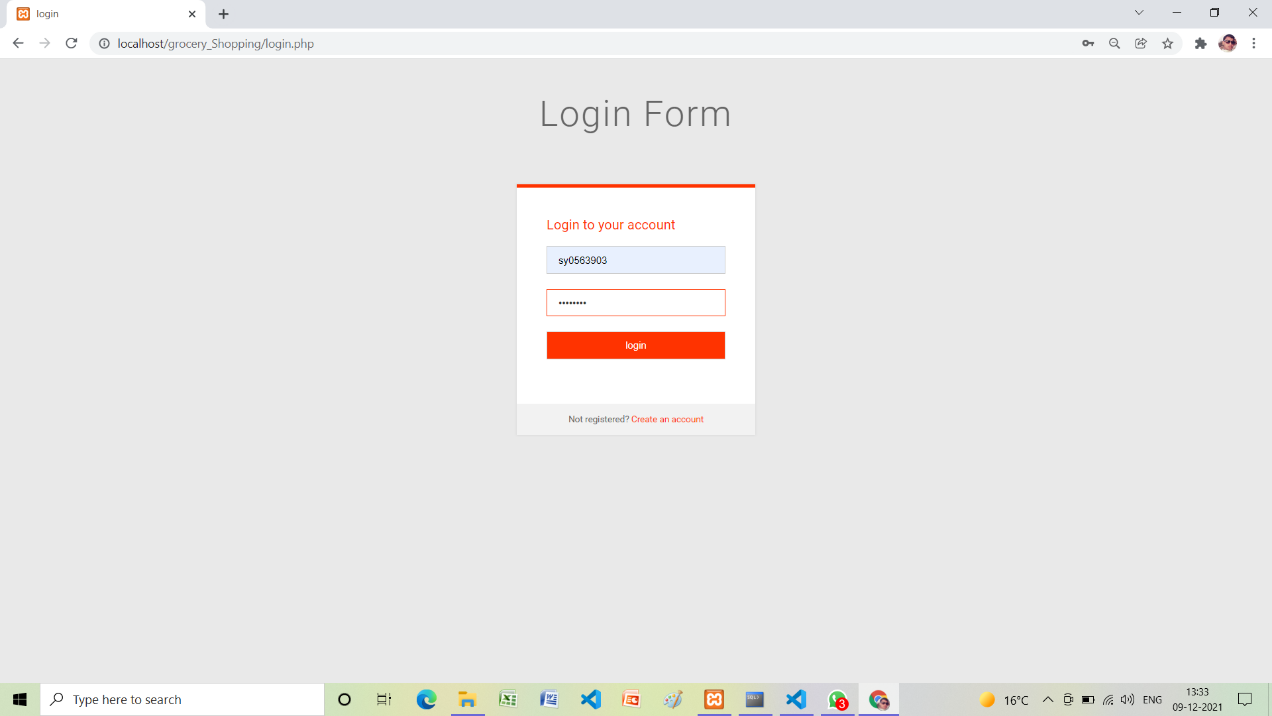 login
localhost/grocery_Shopping/login.php
Login Form
Login to your account
sy0563903
••••••••
login
Not registered? Create an account
Type here to search
3
16°C
ENG
13:33
09-12-2021